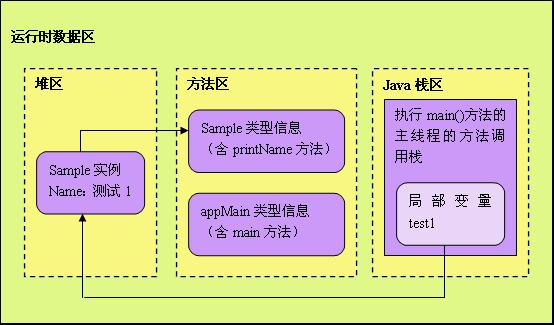 运行时数据区
堆区
Sample 实例
Name：测试 1
方法区
Sample 类型信息
（含 printName 方法）
appMain 类型信息
（含 main 方法）
Java 栈区
执行 main()方法的
主线程的方法调
用栈
局部变量
test1